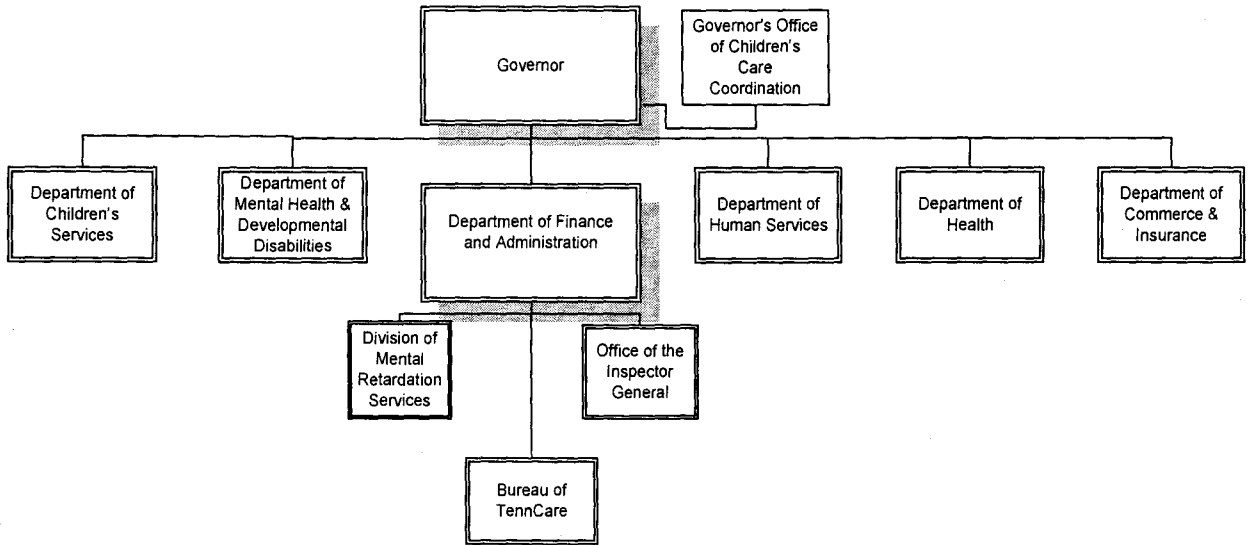 Governor
Governor's Office
of Children's
Care
Coordination
Department of
Children's
Services
Department of
Mental Health &
Developmental
Disabilities
Department of Finance
and Administration
Department of
Human Services
Department of
Health
Department of
Commerce &
Insurance
Division of
Mental
Retardation
Services
Office of the
Inspector
General
Bureau of
TennCare